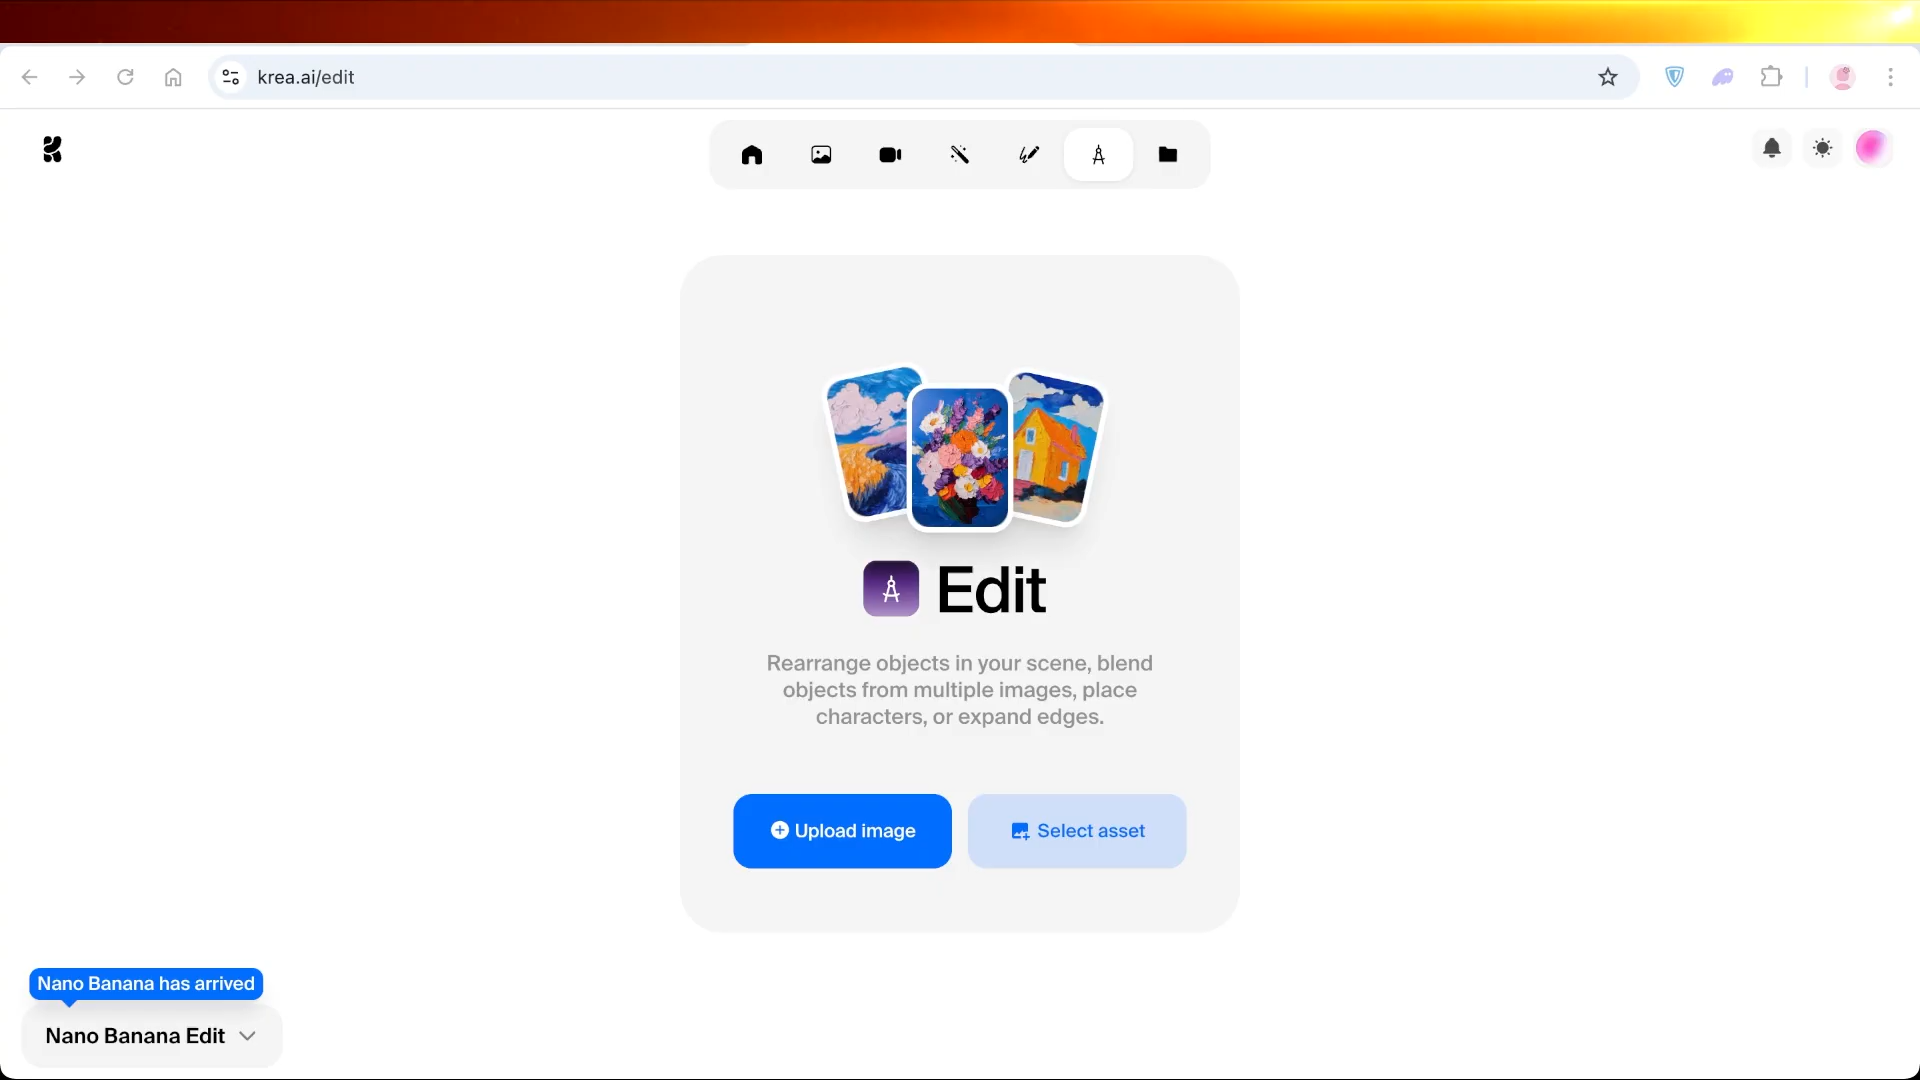 krea.ai/edit
Edit
Rearrange objects in your scene, blend
objects from multiple images, place
characters, or expand edges.
Upload image
Select asset
Nano Banana has arrived
Nano Banana Edit